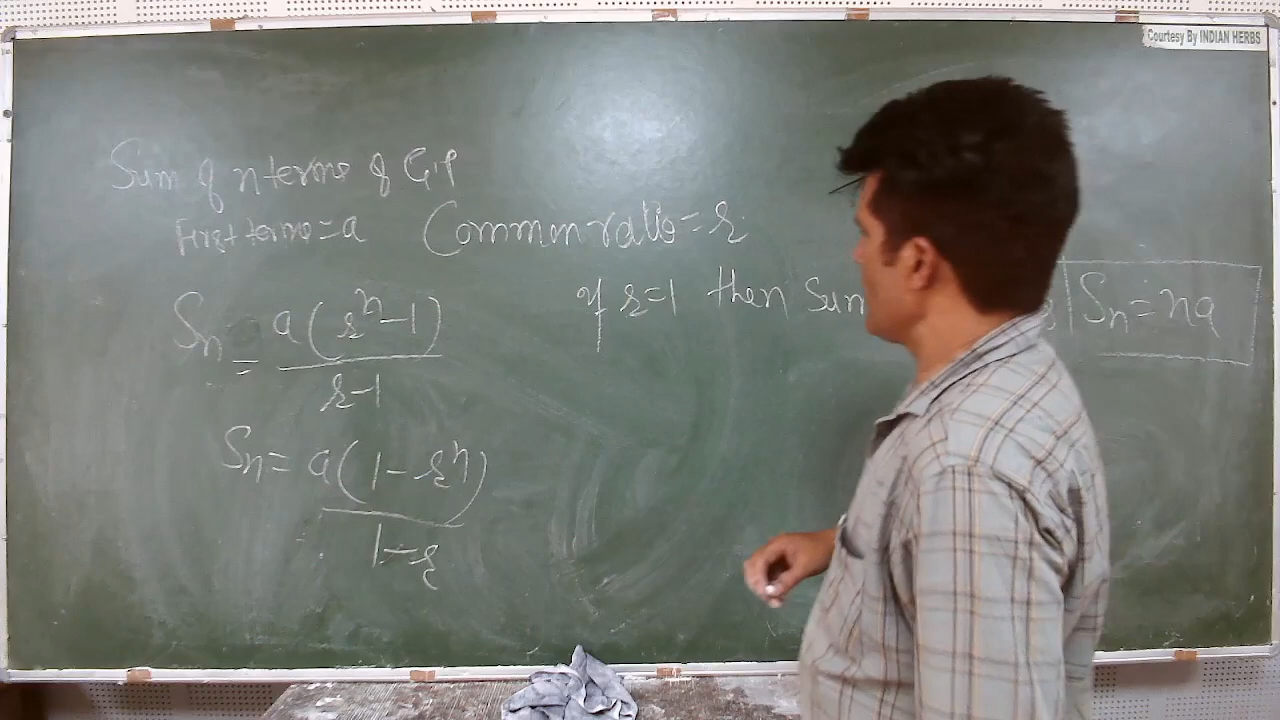 Courtesy By INDIAN HERBS
Sum of n terms of G.P
First terms = a Common ratio = r
Sn = a(r^n - 1) / r - 1
if r = 1 then Sum Sn = na
Sn = a(1 - r^n) / 1 - r